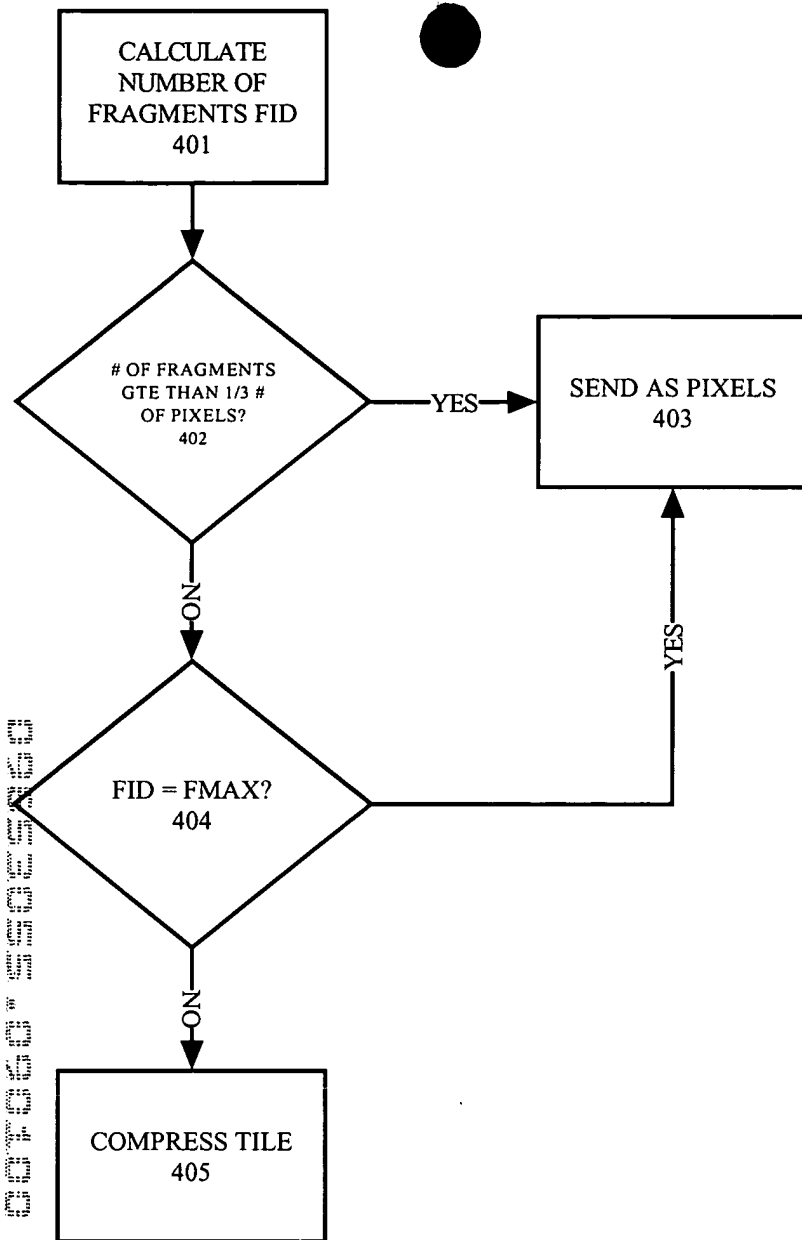 CALCULATE
NUMBER OF
FRAGMENTS FID
401
# OF FRAGMENTS
GTE THAN 1/3 #
OF PIXELS?
402
YES
SEND AS PIXELS
403
NO
YES
FID = FMAX?
404
NO
COMPRESS TILE
405